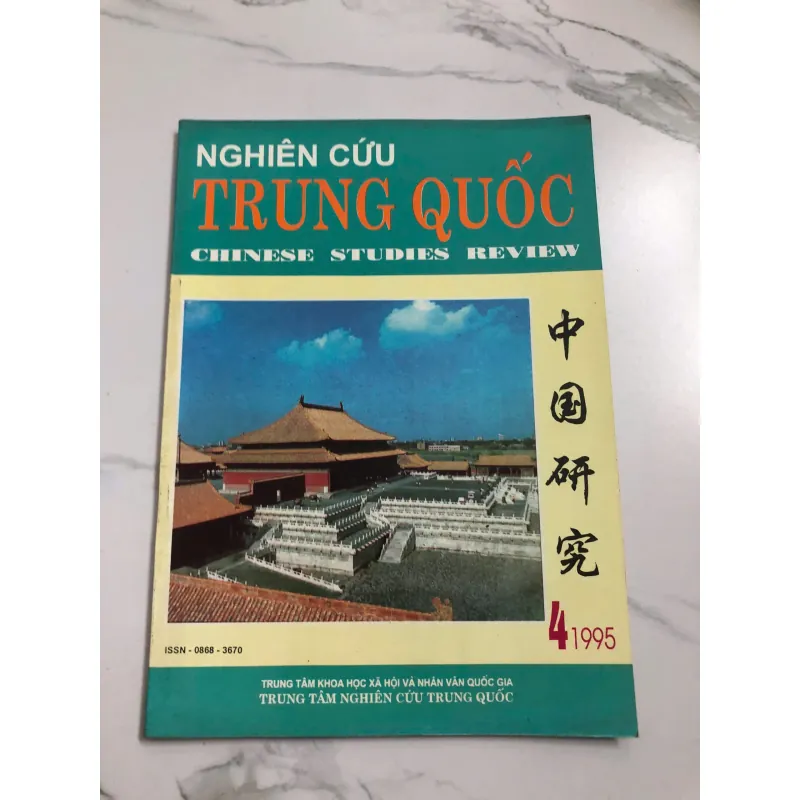 NGHIÊN CỨU
TRUNG QUỐC
CHINESE STUDIES REVIEW
中国研究
4 1995
ISSN - 0868 - 3670
TRUNG TÂM KHOA HỌC XÃ HỘI VÀ NHÂN VĂN QUỐC GIA
TRUNG TÂM NGHIÊN CỨU TRUNG QUỐC